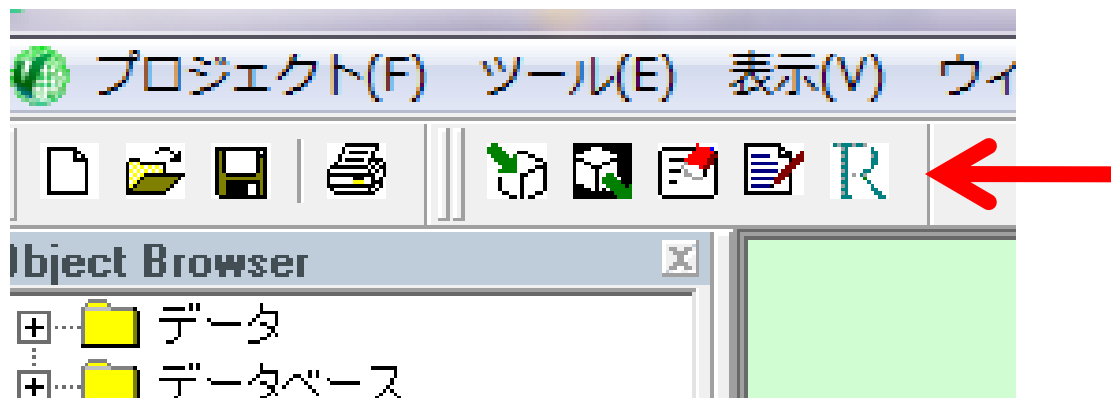 プロジェクト(F) ツール(E) 表示(V) ウィ
R
Object Browser
データ
データベース